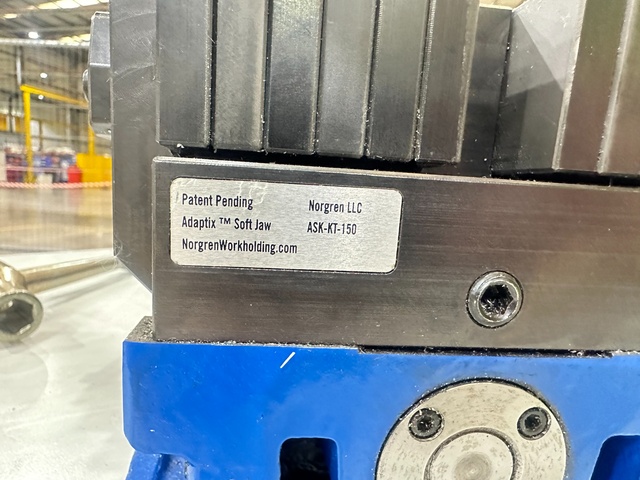 Patent Pending Norgren LLC
Adaptix ™ Soft Jaw ASK-KT-150
NorgrenWorkholding.com